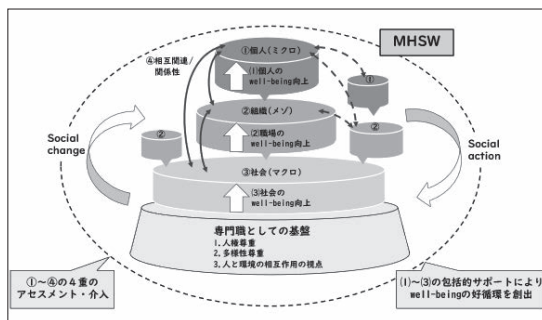 MHSW
①個人(ミクロ)
④相互関連/
関係性
⑴個人の
well-being向上
①
②組織(メゾ)
②
②
⑵職場の
well-being向上
Social
change
Social
action
③社会(マクロ)
⑶社会の
well-being向上
専門職としての基盤
1.人権尊重
2.多様性尊重
3.人と環境の相互作用の視点
①~④の4重の
アセスメント・介入
⑴~⑶の包括的サポートにより
well-beingの好循環を創出